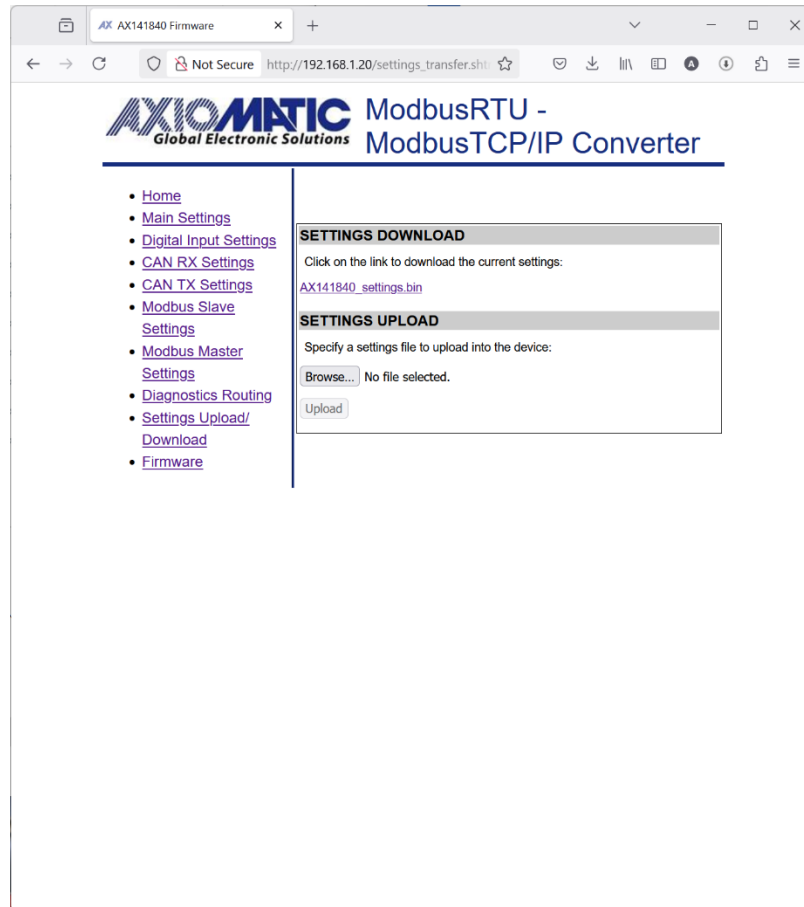 AX AX141840 Firmware
Not Secure http://192.168.1.20/settings_transfer.sht
AXIOMATIC
Global Electronic Solutions
ModbusRTU -
ModbusTCP/IP Converter
Home
Main Settings
Digital Input Settings
CAN RX Settings
CAN TX Settings
Modbus Slave
Settings
Modbus Master
Settings
Diagnostics Routing
Settings Upload/
Download
Firmware
SETTINGS DOWNLOAD
Click on the link to download the current settings:
AX141840_settings.bin
SETTINGS UPLOAD
Specify a settings file to upload into the device:
Browse... No file selected.
Upload